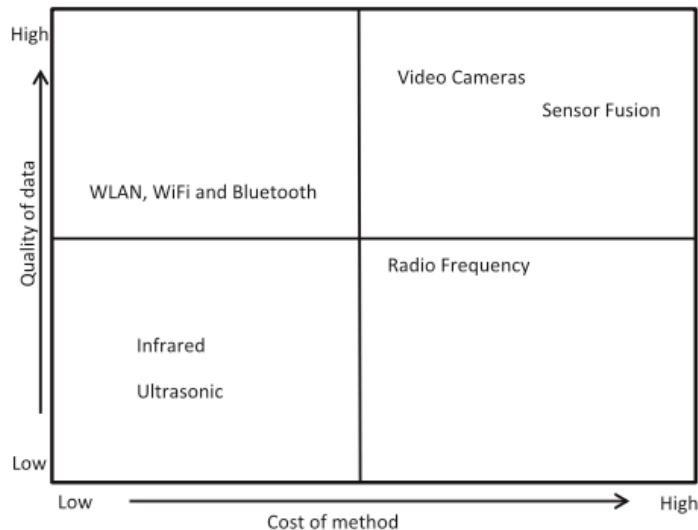 High
Video Cameras
Sensor Fusion
WLAN, WiFi and Bluetooth
Quality of data
Radio Frequency
Infrared
Ultrasonic
Low
Low
High
Cost of method